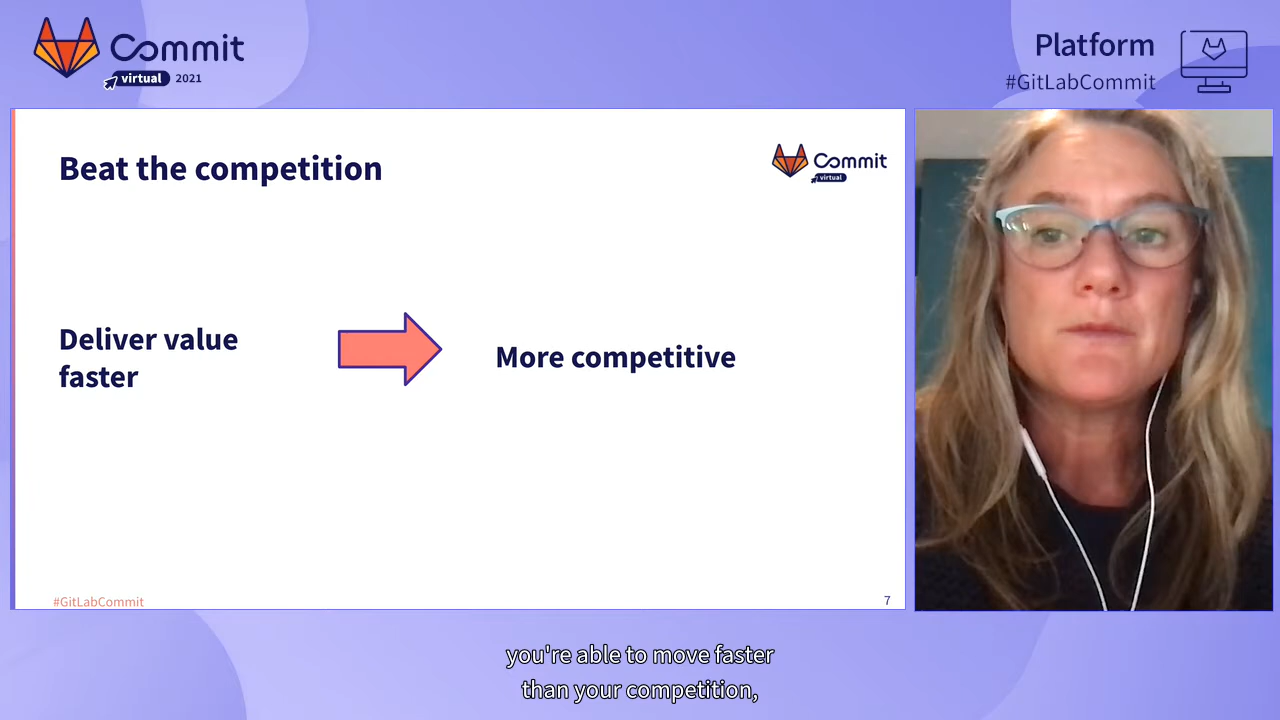 Commit
virtual 2021
Platform
#GitLabCommit
Beat the competition
Commit
virtual
Deliver value
faster
More competitive
#GitLabCommit
7
you're able to move faster
than your competition,